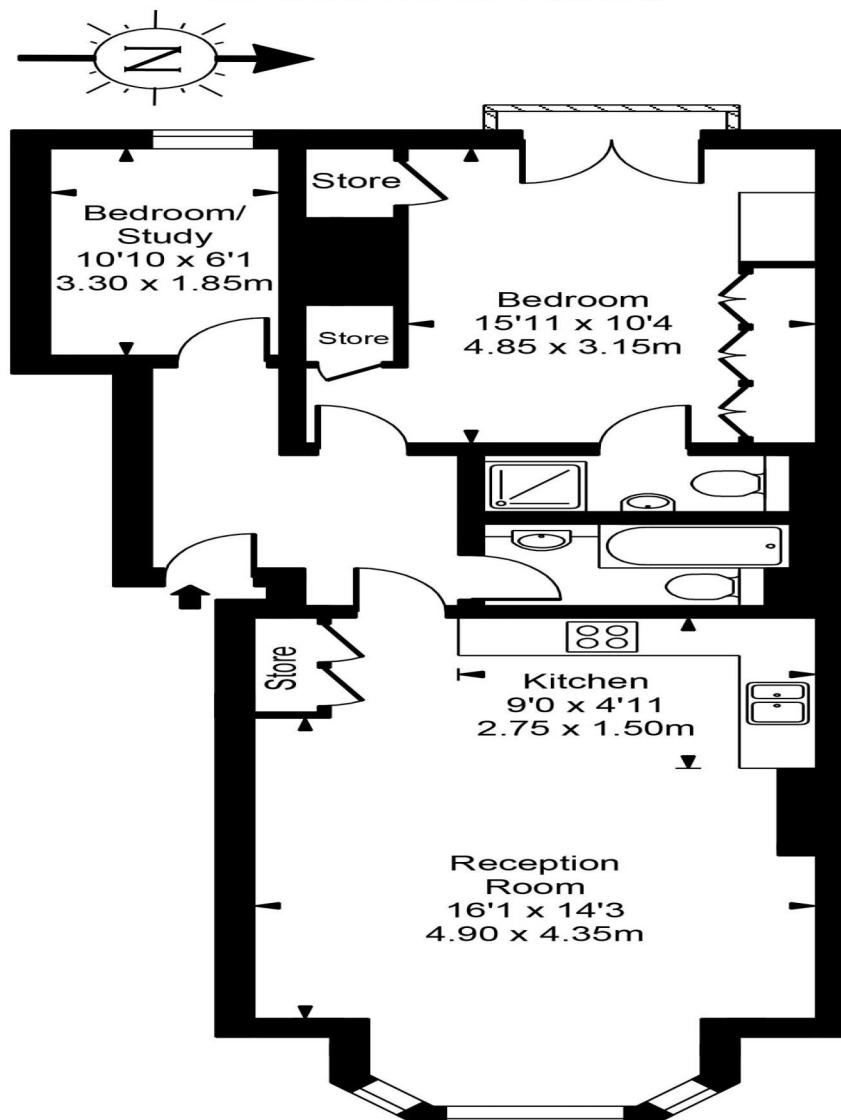 N
Store
Bedroom/
Study
10'10 x 6'1
3.30 x 1.85m
Bedroom
15'11 x 10'4
4.85 x 3.15m
Store
Store
Kitchen
9'0 x 4'11
2.75 x 1.50m
Reception
Room
16'1 x 14'3
4.90 x 4.35m